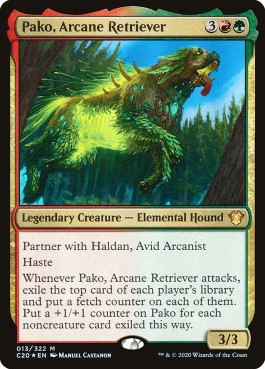 Pako, Arcane Retriever 3
Legendary Creature — Elemental Hound
Partner with Haldan, Avid Arcanist
Haste
Whenever Pako, Arcane Retriever attacks,
exile the top card of each player's library
and put a fetch counter on each of them.
Put a +1/+1 counter on Pako for each
noncreature card exiled this way.
3/3
013/322 M
C20 ★ EN Manuel Castañón
™ & © 2020 Wizards of the Coast